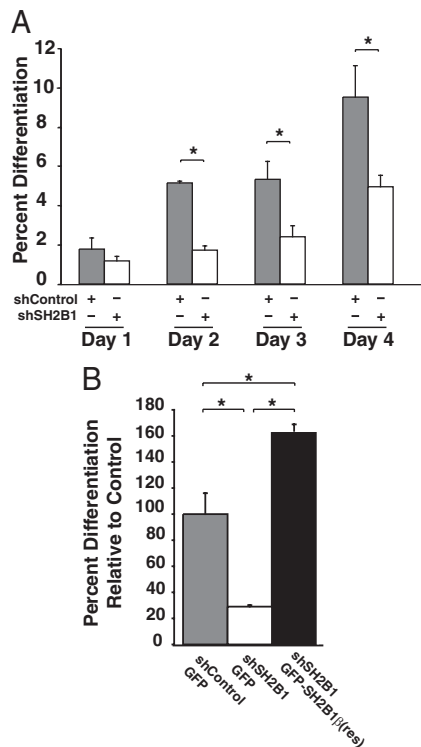 A
Percent Differentiation
12
10
8
6
4
2
0
* * *
shControl + – + – + – + –
shSH2B1 – + – + – + – +
Day 1 Day 2 Day 3 Day 4
B
Percent Differentiation
Relative to Control
180
160
140
120
100
80
60
40
20
0
*
* *
shControl
GFP
shSH2B1
GFP
shSH2B1
GFP-SH2B1β(res)